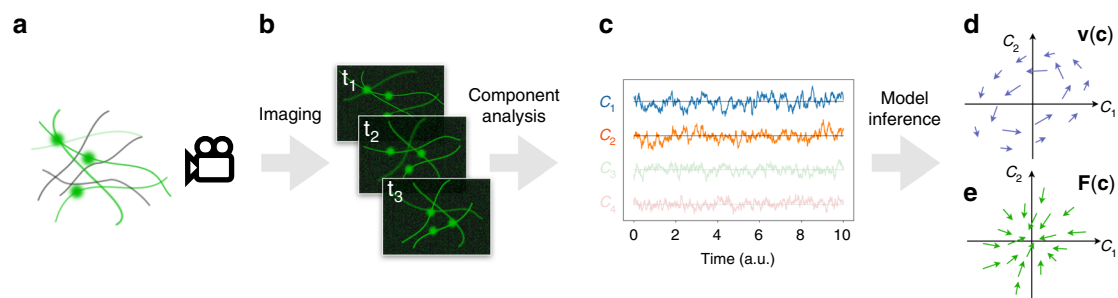 a
b
c
d
e
Imaging
t1
t2
t3
Component
analysis
C1
C2
C3
C4
0 2 4 6 8 10
Time (a.u.)
Model
inference
C2
v(c)
C1
C2
F(c)
C1